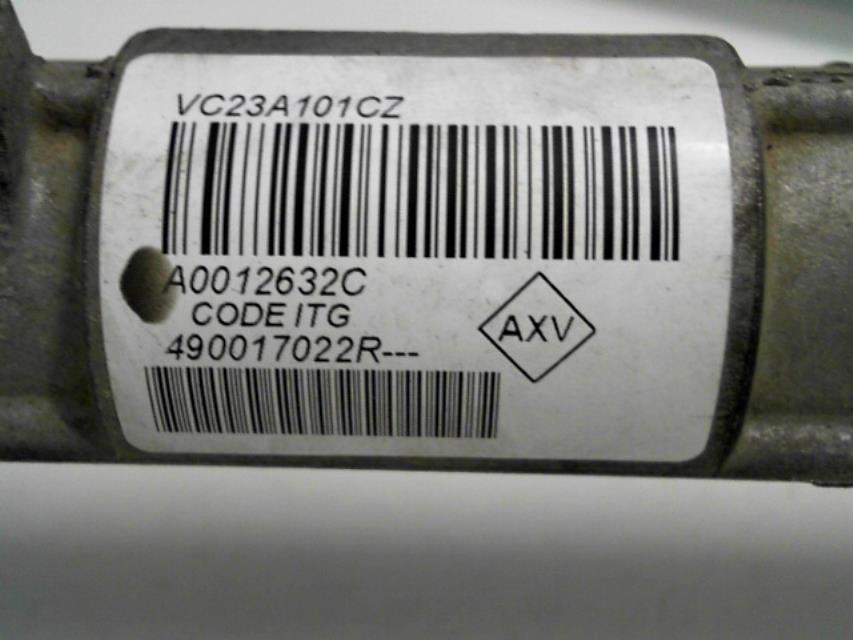 VC23A101CZ
A0012632C
CODE ITG
490017022R---
AXV